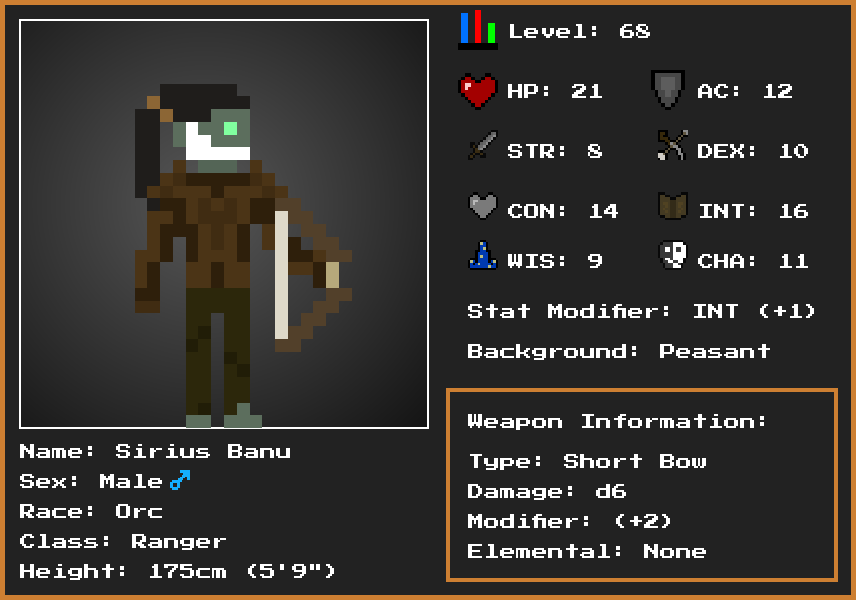 Level: 68
HP: 21 AC: 12
STR: 8 DEX: 10
CON: 14 INT: 16
WIS: 9 CHA: 11
Stat Modifier: INT (+1)
Background: Peasant
Weapon Information:
Type: Short Bow
Damage: d6
Modifier: (+2)
Elemental: None
Name: Sirius Banu
Sex: Male ♂
Race: Orc
Class: Ranger
Height: 175cm (5'9")